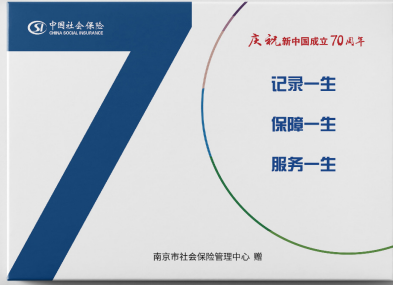 中国社会保险
CHINA SOCIAL INSURANCE
7
庆祝新中国成立70周年
记录一生
保障一生
服务一生
南京市社会保险管理中心 赠